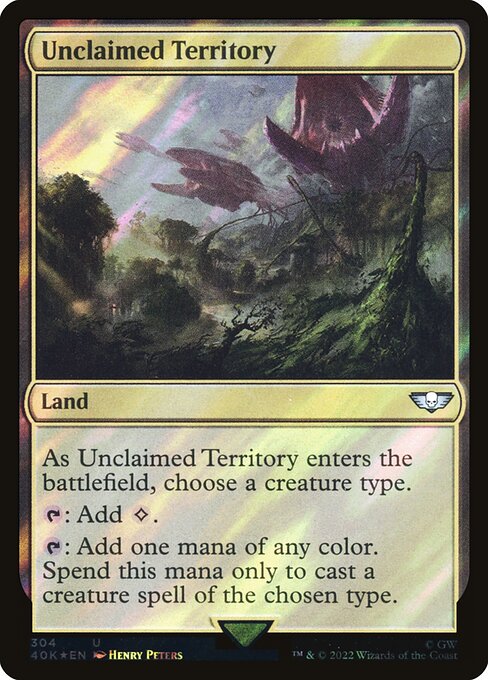 Unclaimed Territory
Land
As Unclaimed Territory enters the
battlefield, choose a creature type.
: Add .
: Add one mana of any color.
Spend this mana only to cast a
creature spell of the chosen type.
304 U
40K★EN Henry Peters
© GW
™ & © 2022 Wizards of the Coast